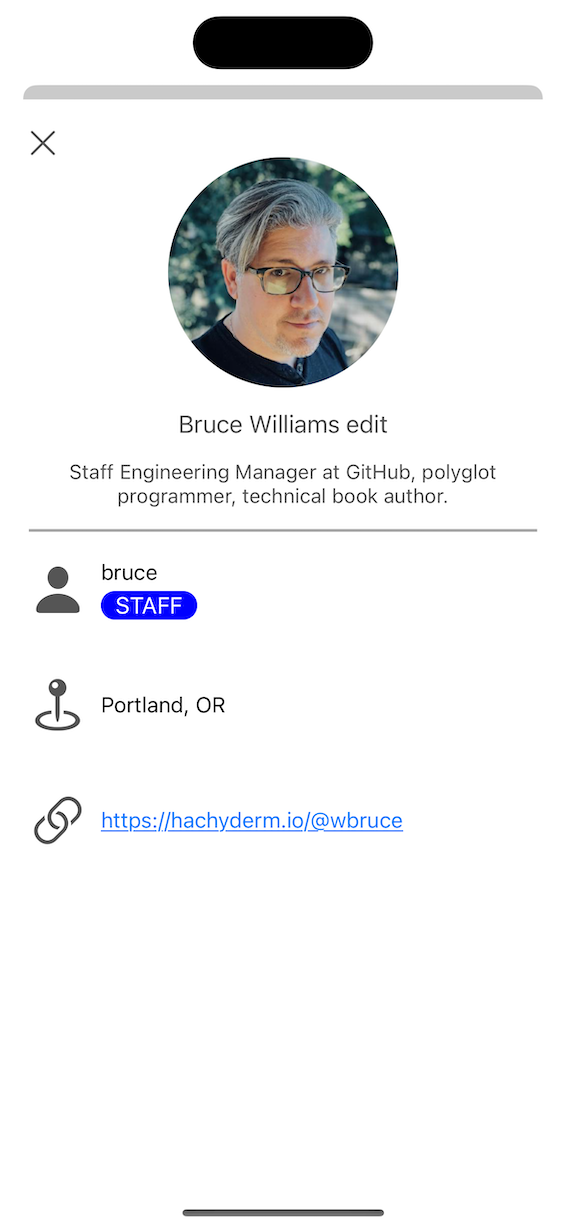 Bruce Williams edit
Staff Engineering Manager at GitHub, polyglot
programmer, technical book author.
bruce
STAFF
Portland, OR
https://hachyderm.io/@wbruce